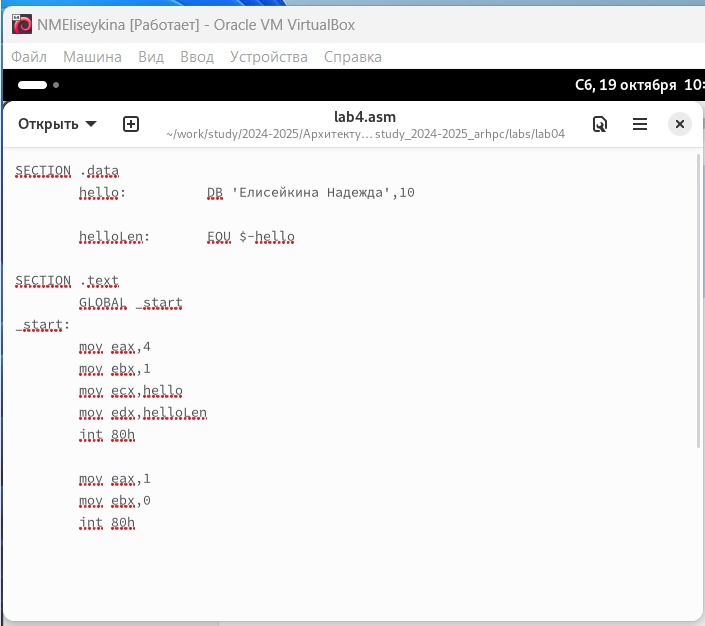 NMEliseykina [Работает] - Oracle VM VirtualBox
Файл Машина Вид Ввод Устройства Справка
Сб, 19 октября 10:
Открыть
lab4.asm
~/work/study/2024-2025/Архитекту…study_2024-2025_arhpc/labs/lab04
SECTION .data
hello: DB 'Елисейкина Надежда',10
helloLen: EQU $-hello
SECTION .text
GLOBAL _start
_start:
mov eax,4
mov ebx,1
mov ecx,hello
mov edx,helloLen
int 80h
mov eax,1
mov ebx,0
int 80h